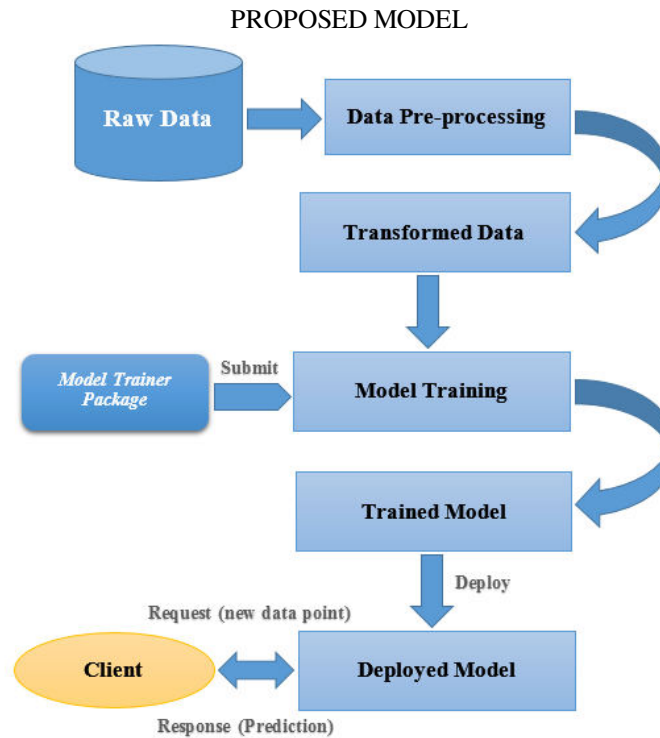 PROPOSED MODEL
Raw Data
Data Pre-processing
Transformed Data
Model Trainer
Package
Submit
Model Training
Trained Model
Deploy
Request (new data point)
Client
Deployed Model
Response (Prediction)